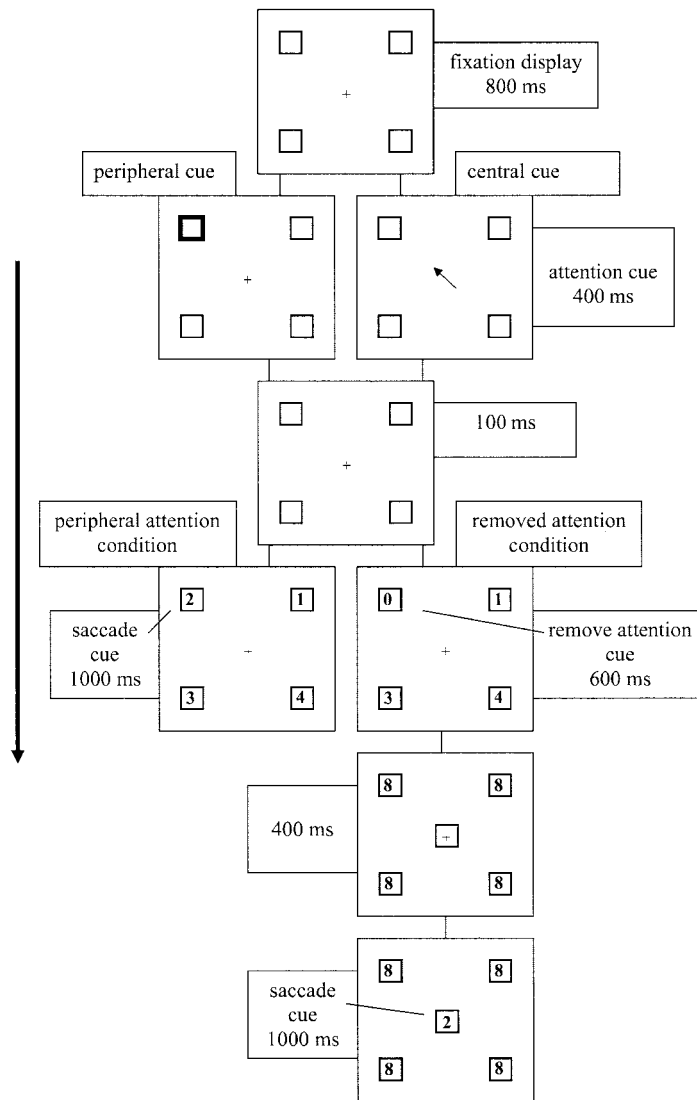 fixation display
800 ms
+
peripheral cue
central cue
+
attention cue
400 ms
100 ms
+
peripheral attention
condition
removed attention
condition
2 1
saccade
cue
1000 ms
+
3 4
0 1
remove attention
cue
600 ms
+
3 4
8 8
400 ms
+
8 8
8 8
saccade
cue
1000 ms
2
8 8